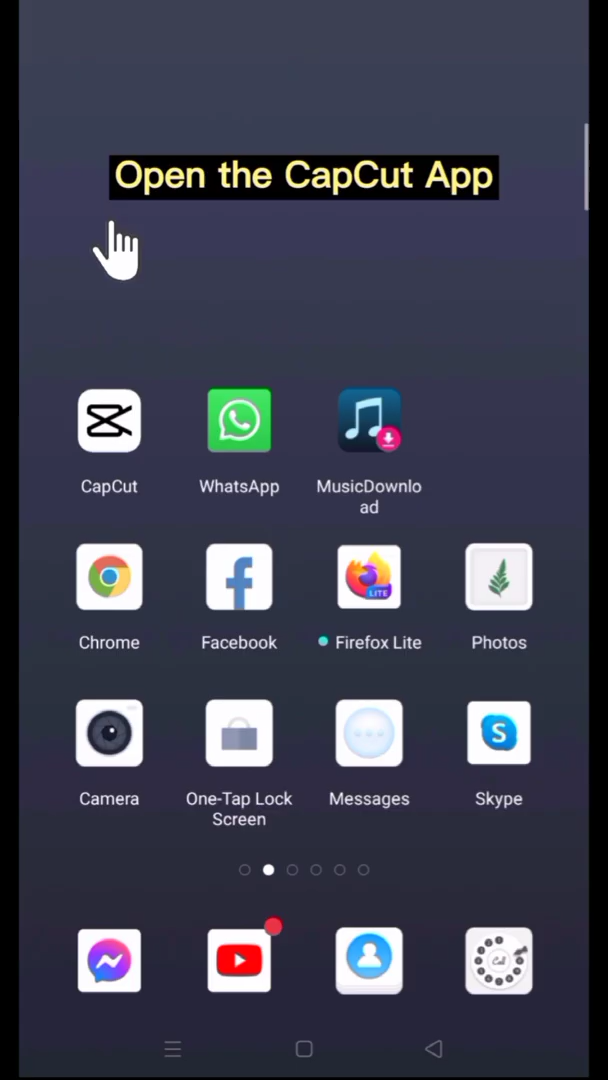 Open the CapCut App
CapCut
WhatsApp
MusicDownlo
ad
LITE
Chrome
Facebook
Firefox Lite
Photos
S
Camera
One-Tap Lock
Screen
Messages
Skype